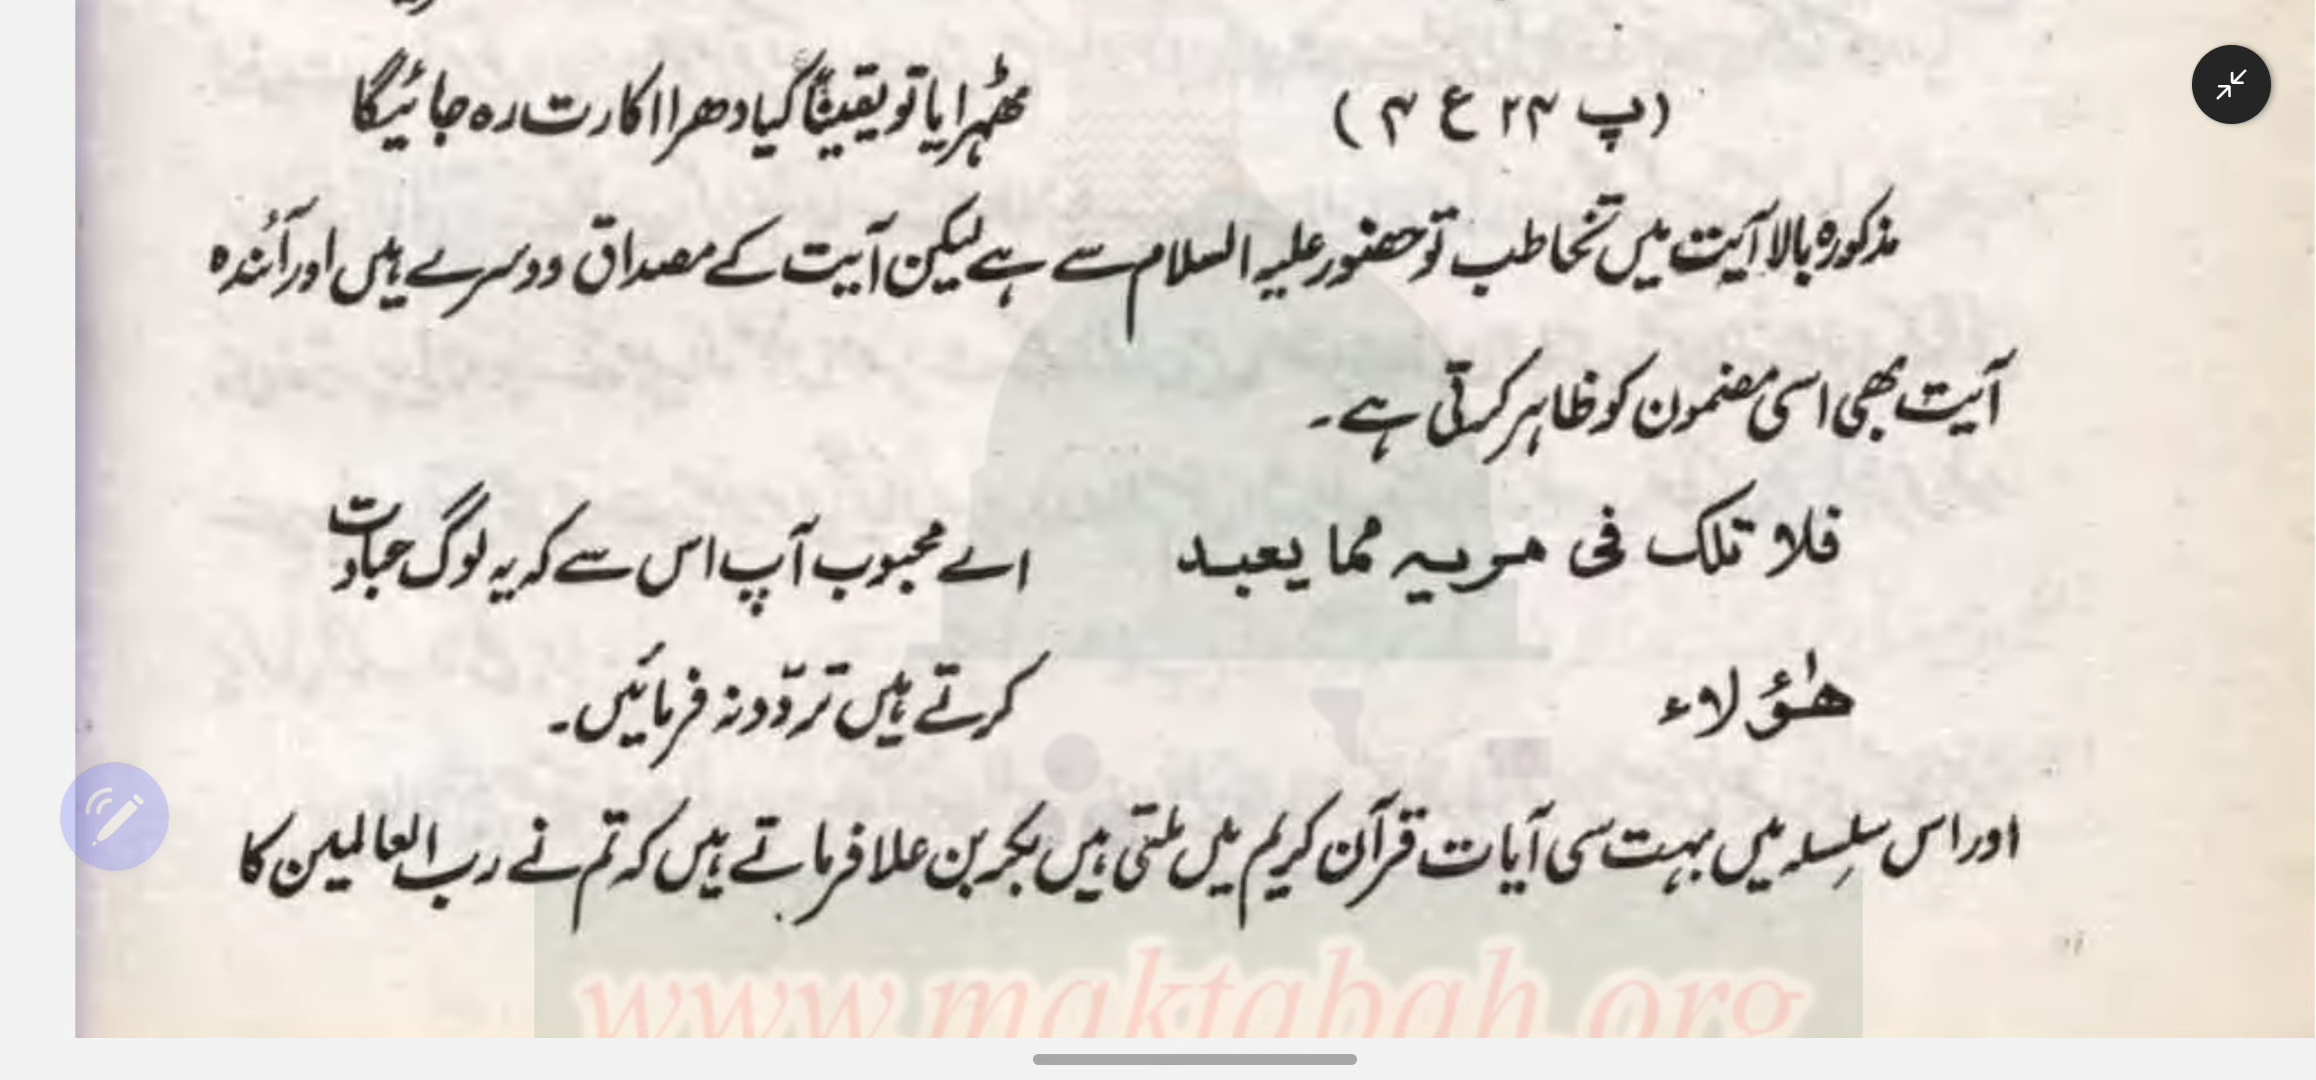 (پ ۲۴ ع ۴) ٹھہرایا تو یقیناً گیا دھرا اکارت رہ جائیگا
مذکورہ بالا آیت میں تخاطب تو حضور علیہ السلام سے ہے لیکن آیت کے مصداق دوسرے ہیں اور آئندہ
آیت بھی اسی مضمون کو ظاہر کرتی ہے۔
فلا تلک فی مریہ مما یعبد اے محبوب آپ اس سے کہ یہ لوگ عبادت
ھٰؤلاء کرتے ہیں تردّد نہ فرمائیں۔
اور اس سلسلہ میں بہت سی آیات قرآن کریم میں ملتی ہیں بکر بن علا فرماتے ہیں کہ تم نے رب العالمین کا
www.maktabah.org